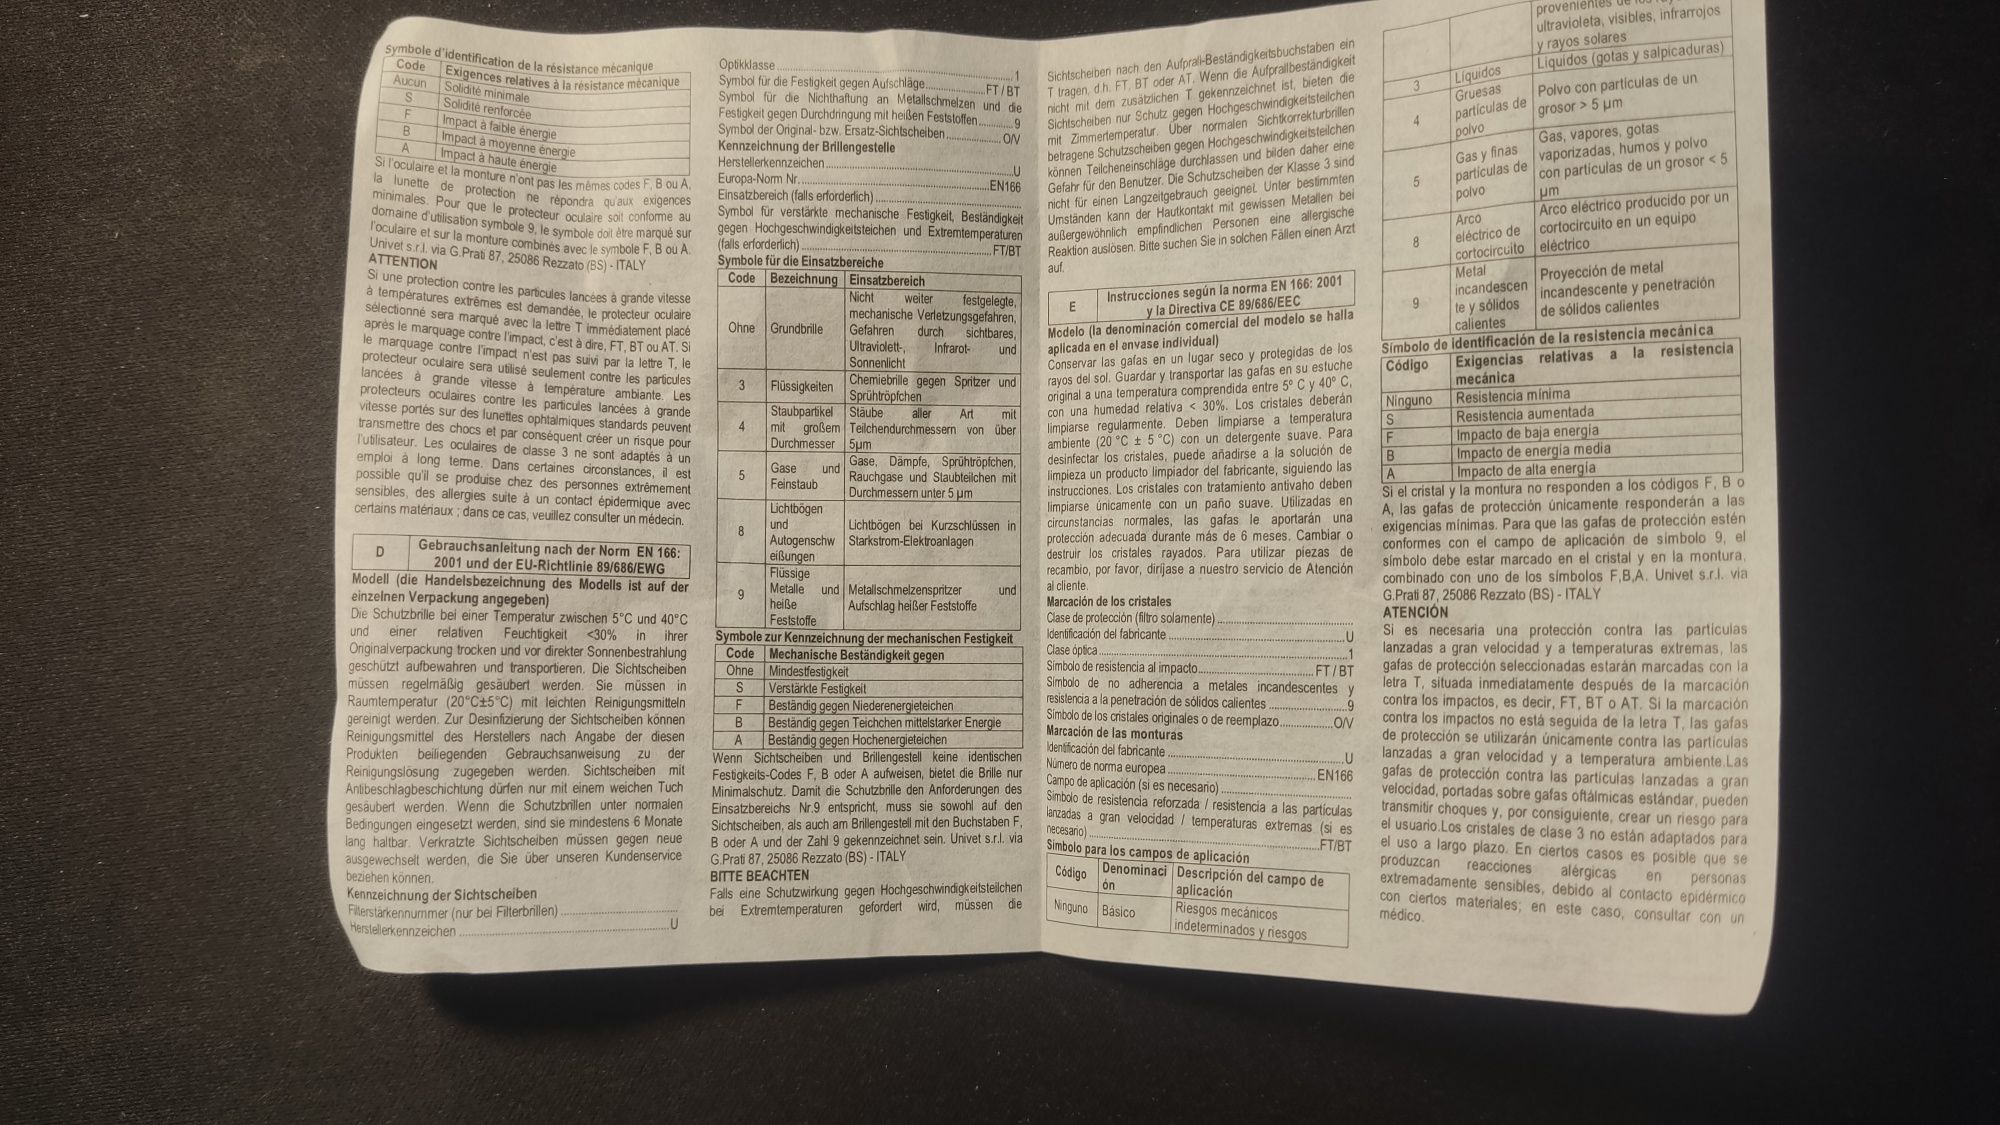 Symbole d'identification de la résistance mécanique
Code Exigences relatives à la résistance mécanique
Aucun Solidité minimale
S Solidité renforcée
F Impact à faible énergie
B Impact à moyenne énergie
A Impact à haute énergie
Si l'oculaire et la monture n'ont pas les mêmes codes F, B ou A,
la lunette de protection ne répondra qu'aux exigences
minimales. Pour que le protecteur oculaire soit conforme au
domaine d'utilisation symbole 9, le symbole doit être marqué sur
l'oculaire et sur la monture combinés avec le symbole F, B ou A.
Univet s.r.l. via G.Prati 87, 25086 Rezzato (BS) - ITALY
ATTENTION
Si une protection contre les particules lancées à grande vitesse
à températures extrêmes est demandée, le protecteur oculaire
sélectionné sera marqué avec la lettre T immédiatement placé
après le marquage contre l'impact, c'est à dire, FT, BT ou AT. Si
le marquage contre l'impact n'est pas suivi par la lettre T, le
protecteur oculaire sera utilisé seulement contre les particules
lancées à grande vitesse à température ambiante. Les
protecteurs oculaires contre les particules lancées à grande
vitesse portés sur des lunettes ophtalmiques standards peuvent
transmettre des chocs et par conséquent créer un risque pour
l'utilisateur. Les oculaires de classe 3 ne sont adaptés à un
emploi à long terme. Dans certaines circonstances, il est
possible qu'il se produise chez des personnes extrêmement
sensibles, des allergies suite à un contact épidermique avec
certains matériaux ; dans ce cas, veuillez consulter un médecin.
D Gebrauchsanleitung nach der Norm EN 166:
2001 und der EU-Richtlinie 89/686/EWG
Modell (die Handelsbezeichnung des Modells ist auf der
einzelnen Verpackung angegeben)
Die Schutzbrille bei einer Temperatur zwischen 5°C und 40°C
und einer relativen Feuchtigkeit <30% in ihrer
Originalverpackung trocken und vor direkter Sonnenbestrahlung
geschützt aufbewahren und transportieren. Die Sichtscheiben
müssen regelmäßig gesäubert werden. Sie müssen in
Raumtemperatur (20°C±5°C) mit leichten Reinigungsmitteln
gereinigt werden. Zur Desinfizierung der Sichtscheiben können
Reinigungsmittel des Herstellers nach Angabe der diesen
Produkten beiliegenden Gebrauchsanweisung zu der
Reinigungslösung zugegeben werden. Sichtscheiben mit
Antibeschlagbeschichtung dürfen nur mit einem weichen Tuch
gesäubert werden. Wenn die Schutzbrillen unter normalen
Bedingungen eingesetzt werden, sind sie mindestens 6 Monate
lang haltbar. Verkratzte Sichtscheiben müssen gegen neue
ausgewechselt werden, die Sie über unseren Kundenservice
beziehen können.
Kennzeichnung der Sichtscheiben
Filterstärkennummer (nur bei Filterbrillen)
Herstellerkennzeichen U
Optikklasse 1
Symbol für die Festigkeit gegen Aufschläge FT / BT
Symbol für die Nichthaftung an Metallschmelzen und die
Festigkeit gegen Durchdringung mit heißen Feststoffen 9
Symbol der Original- bzw. Ersatz-Sichtscheiben O/V
Kennzeichnung der Brillengestelle
Herstellerkennzeichen U
Europa-Norm Nr. EN166
Einsatzbereich (falls erforderlich)
Symbol für verstärkte mechanische Festigkeit, Beständigkeit
gegen Hochgeschwindigkeitsteichen und Extremtemperaturen
(falls erforderlich) FT/BT
Symbole für die Einsatzbereiche
Code Bezeichnung Einsatzbereich
Ohne Grundbrille Nicht weiter festgelegte,
mechanische Verletzungsgefahren,
Gefahren durch sichtbares,
Ultraviolett-, Infrarot- und
Sonnenlicht
3 Flüssigkeiten Chemiebrille gegen Spritzer und
Sprühtröpfchen
4 Staubpartikel mit großem Durchmesser Stäube aller Art mit
Teilchendurchmessern von über
5µm
5 Gase und Feinstaub Gase, Dämpfe, Sprühtröpfchen,
Rauchgase und Staubteilchen mit
Durchmessern unter 5 µm
8 Lichtbögen und Autogenschw eißungen Lichtbögen bei Kurzschlüssen in
Starkstrom-Elektroanlagen
9 Flüssige Metalle und heiße Feststoffe Metallschmelzenspritzer und
Aufschlag heißer Feststoffe
Symbole zur Kennzeichnung der mechanischen Festigkeit
Code Mechanische Beständigkeit gegen
Ohne Mindestfestigkeit
S Verstärkte Festigkeit
F Beständig gegen Niederenergieteichen
B Beständig gegen Teichchen mittelstarker Energie
A Beständig gegen Hochenergieteichen
Wenn Sichtscheiben und Brillengestell keine identischen
Festigkeits-Codes F, B oder A aufweisen, bietet die Brille nur
Minimalschutz. Damit die Schutzbrille den Anforderungen des
Einsatzbereichs Nr.9 entspricht, muss sie sowohl auf den
Sichtscheiben, als auch am Brillengestell mit den Buchstaben F,
B oder A und der Zahl 9 gekennzeichnet sein. Univet s.r.l. via
G.Prati 87, 25086 Rezzato (BS) - ITALY
BITTE BEACHTEN
Falls eine Schutzwirkung gegen Hochgeschwindigkeitsteilchen
bei Extremtemperaturen gefordert wird, müssen die
Sichtscheiben nach den Aufprall-Beständigkeitsbuchstaben ein
T tragen, d.h. FT, BT oder AT. Wenn die Aufprallbeständigkeit
nicht mit dem zusätzlichen T gekennzeichnet ist, bieten die
Sichtscheiben nur Schutz gegen Hochgeschwindigkeitsteilchen
mit Zimmertemperatur. Über normalen Sichtkorrekturbrillen
betragene Schutzscheiben gegen Hochgeschwindigkeitsteilchen
können Teilcheneinschläge durchlassen und bilden daher eine
Gefahr für den Benutzer. Die Schutzscheiben der Klasse 3 sind
nicht für einen Langzeitgebrauch geeignet. Unter bestimmten
Umständen kann der Hautkontakt mit gewissen Metallen bei
außergewöhnlich empfindlichen Personen eine allergische
Reaktion auslösen. Bitte suchen Sie in solchen Fällen einen Arzt
auf.
E Instrucciones según la norma EN 166: 2001
y la Directiva CE 89/686/EEC
Modelo (la denominación comercial del modelo se halla
aplicada en el envase individual)
Conservar las gafas en un lugar seco y protegidas de los
rayos del sol. Guardar y transportar las gafas en su estuche
original a una temperatura comprendida entre 5º C y 40º C,
con una humedad relativa < 30%. Los cristales deberán
limpiarse regularmente. Deben limpiarse a temperatura
ambiente (20 °C ± 5 °C) con un detergente suave. Para
desinfectar los cristales, puede añadirse a la solución de
limpieza un producto limpiador del fabricante, siguiendo las
instrucciones. Los cristales con tratamiento antivaho deben
limpiarse únicamente con un paño suave. Utilizadas en
circunstancias normales, las gafas le aportarán una
protección adecuada durante más de 6 meses. Cambiar o
destruir los cristales rayados. Para utilizar piezas de
recambio, por favor, diríjase a nuestro servicio de Atención
al cliente.
Marcación de los cristales
Clase de protección (filtro solamente)
Identificación del fabricante U
Clase óptica 1
Símbolo de resistencia al impacto FT / BT
Símbolo de no adherencia a metales incandescentes y
resistencia a la penetración de sólidos calientes 9
Símbolo de los cristales originales o de reemplazo O/V
Marcación de las monturas
Identificación del fabricante U
Número de norma europea EN166
Campo de aplicación (si es necesario)
Símbolo de resistencia reforzada / resistencia a las partículas
lanzadas a gran velocidad / temperaturas extremas (si es
necesario) FT/BT
Símbolo para los campos de aplicación
Código Denominaci ón Descripción del campo de
aplicación
Ninguno Básico Riesgos mecánicos
indeterminados y riesgos
provenientes de los
ultravioleta, visibles, infrarrojos
y rayos solares
3 Líquidos Líquidos (gotas y salpicaduras)
4 Gruesas partículas de polvo Polvo con partículas de un
grosor > 5 µm
5 Gas y finas partículas de polvo Gas, vapores, gotas
vaporizadas, humos y polvo
con partículas de un grosor < 5
µm
8 Arco eléctrico de cortocircuito Arco eléctrico producido por un
cortocircuito en un equipo
eléctrico
9 Metal incandescen te y sólidos calientes Proyección de metal
incandescente y penetración
de sólidos calientes
Símbolo de identificación de la resistencia mecánica
Código Exigencias relativas a la resistencia
mecánica
Ninguno Resistencia mínima
S Resistencia aumentada
F Impacto de baja energía
B Impacto de energía media
A Impacto de alta energía
Si el cristal y la montura no responden a los códigos F, B o
A, las gafas de protección únicamente responderán a las
exigencias mínimas. Para que las gafas de protección estén
conformes con el campo de aplicación de símbolo 9, el
símbolo debe estar marcado en el cristal y en la montura,
combinado con uno de los símbolos F,B,A. Univet s.r.l. via
G.Prati 87, 25086 Rezzato (BS) - ITALY
ATENCIÓN
Si es necesaria una protección contra las partículas
lanzadas a gran velocidad y a temperaturas extremas, las
gafas de protección seleccionadas estarán marcadas con la
letra T, situada inmediatamente después de la marcación
contra los impactos, es decir, FT, BT o AT. Si la marcación
contra los impactos no está seguida de la letra T, las gafas
de protección se utilizarán únicamente contra las partículas
lanzadas a gran velocidad y a temperatura ambiente.Las
gafas de protección contra las partículas lanzadas a gran
velocidad, portadas sobre gafas oftálmicas estándar, pueden
transmitir choques y, por consiguiente, crear un riesgo para
el usuario.Los cristales de clase 3 no están adaptados para
el uso a largo plazo. En ciertos casos es posible que se
produzcan reacciones alérgicas en personas
extremadamente sensibles, debido al contacto epidérmico
con ciertos materiales; en este caso, consultar con un
médico.